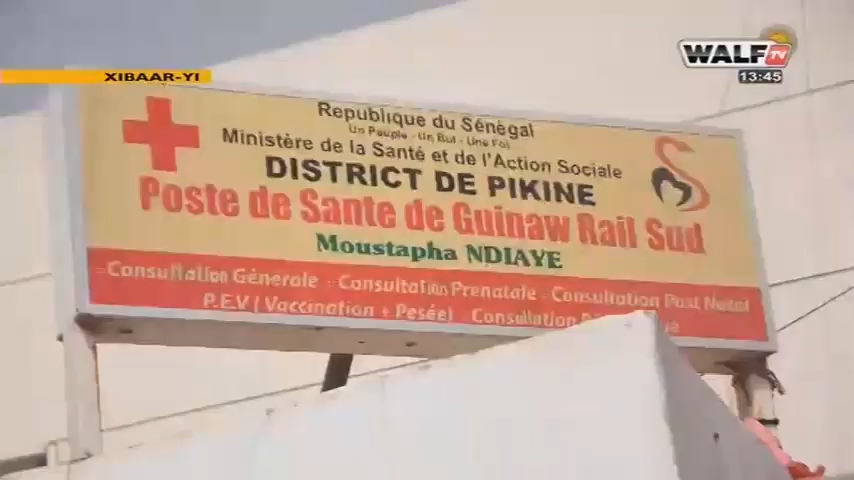 WALF TV
13:45
XIBAAR-YI
Republique du Sénégal
Un Peuple - Un But - Une Foi
Ministère de la Santé et de l'Action Sociale
DISTRICT DE PIKINE
Poste de Sante de Guinaw Rail Sud
Moustapha NDIAYE
Consultation Génerale Consultation Prenatale Consultation Post Natal
P.E.V (Vaccination + Pesée) Consultation